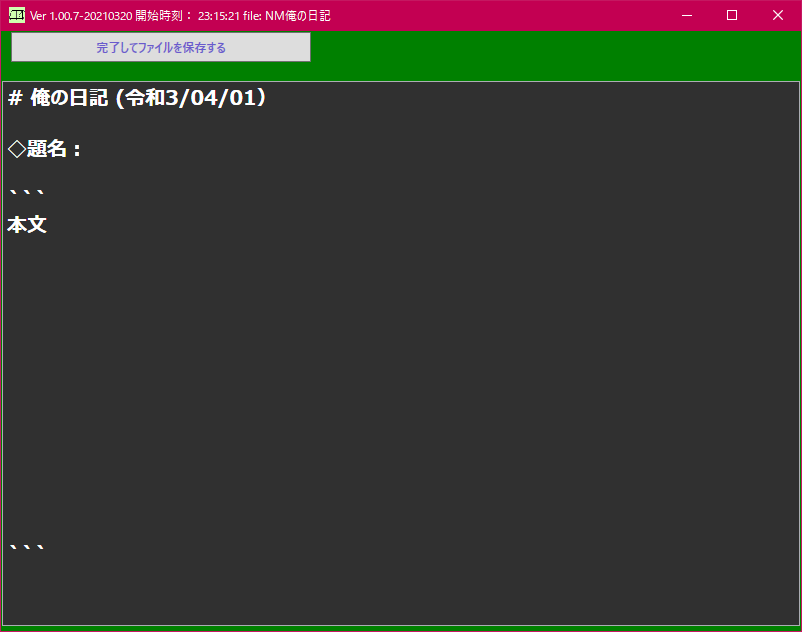 Ver 1.00.7-20210320 開始時刻： 23:15:21 file: NM俺の日記
完了してファイルを保存する
# 俺の日記 (令和3/04/01）
◇題名：
```
本文
```